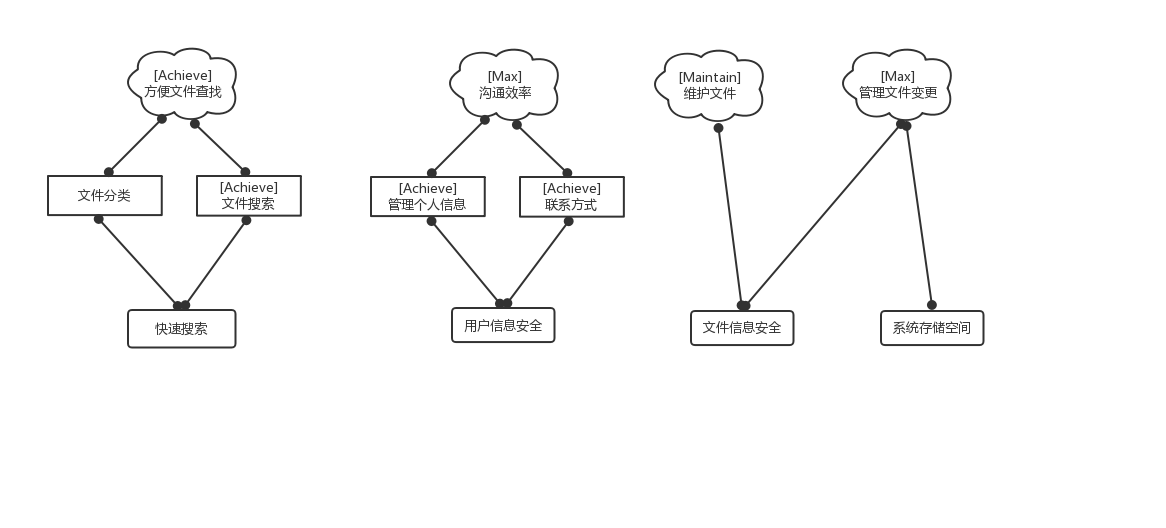 [Achieve]
方便文件查找
[Max]
沟通效率
[Maintain]
维护文件
[Max]
管理文件变更
文件分类
[Achieve]
文件搜索
[Achieve]
管理个人信息
[Achieve]
联系方式
快速搜索
用户信息安全
文件信息安全
系统存储空间